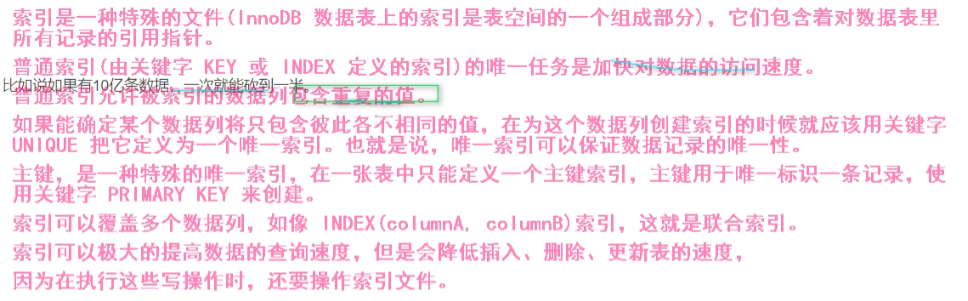 索引是一种特殊的文件(InnoDB 数据表上的索引是表空间的一个组成部分)，它们包含着对数据表里
所有记录的引用指针。
普通索引(由关键字 KEY 或 INDEX 定义的索引)的唯一任务是加快对数据的访问速度。
比如说如果有10亿条数据，一次就能砍到一半。
普通索引允许被索引的数据列包含重复的值。
如果能确定某个数据列将只包含彼此各不相同的值，在为这个数据列创建索引的时候就应该用关键字
UNIQUE 把它定义为一个唯一索引。也就是说，唯一索引可以保证数据记录的唯一性。
主键，是一种特殊的唯一索引，在一张表中只能定义一个主键索引，主键用于唯一标识一条记录，使
用关键字 PRIMARY KEY 来创建。
索引可以覆盖多个数据列，如像 INDEX(columnA, columnB)索引，这就是联合索引。
索引可以极大的提高数据的查询速度，但是会降低插入、删除、更新表的速度，
因为在执行这些写操作时，还要操作索引文件。